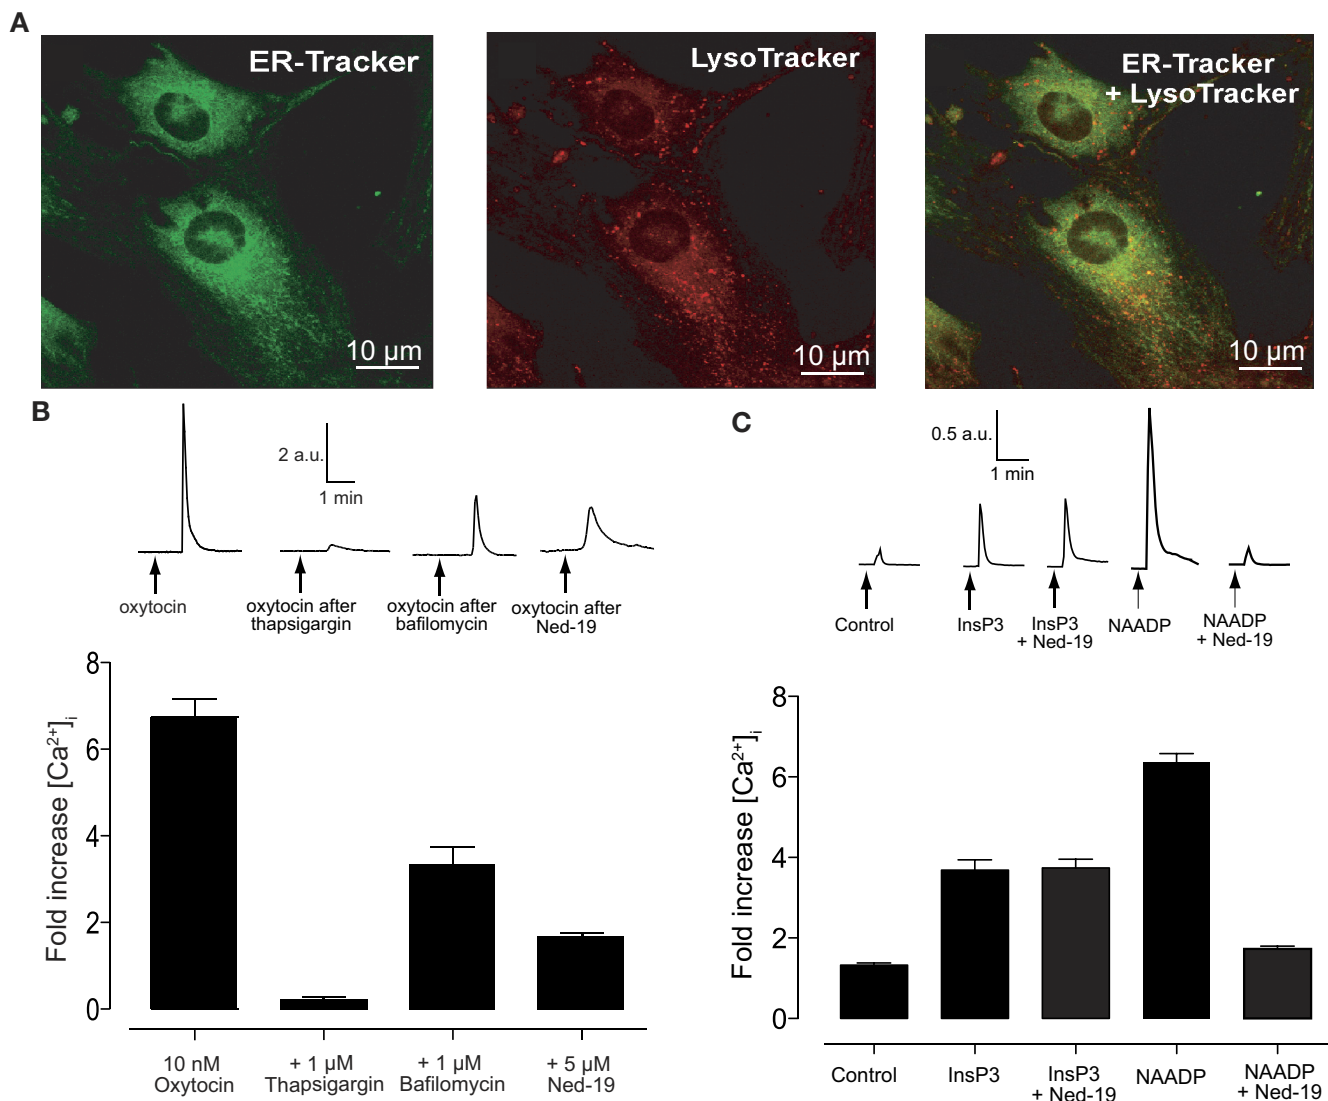 A
ER-Tracker
LysoTracker
ER-Tracker
+ LysoTracker
10 µm
10 µm
10 µm
B
2 a.u.
1 min
oxytocin
oxytocin after
thapsigargin
oxytocin after
bafilomycin
oxytocin after
Ned-19
Fold increase [Ca²⁺]ᵢ
8
6
4
2
0
10 nM
Oxytocin
+ 1 µM
Thapsigargin
+ 1 µM
Bafilomycin
+ 5 µM
Ned-19
C
0.5 a.u.
1 min
Control
InsP3
InsP3
+ Ned-19
NAADP
NAADP
+ Ned-19
Fold increase [Ca²⁺]ᵢ
8
6
4
2
0
Control
InsP3
InsP3
+ Ned-19
NAADP
NAADP
+ Ned-19